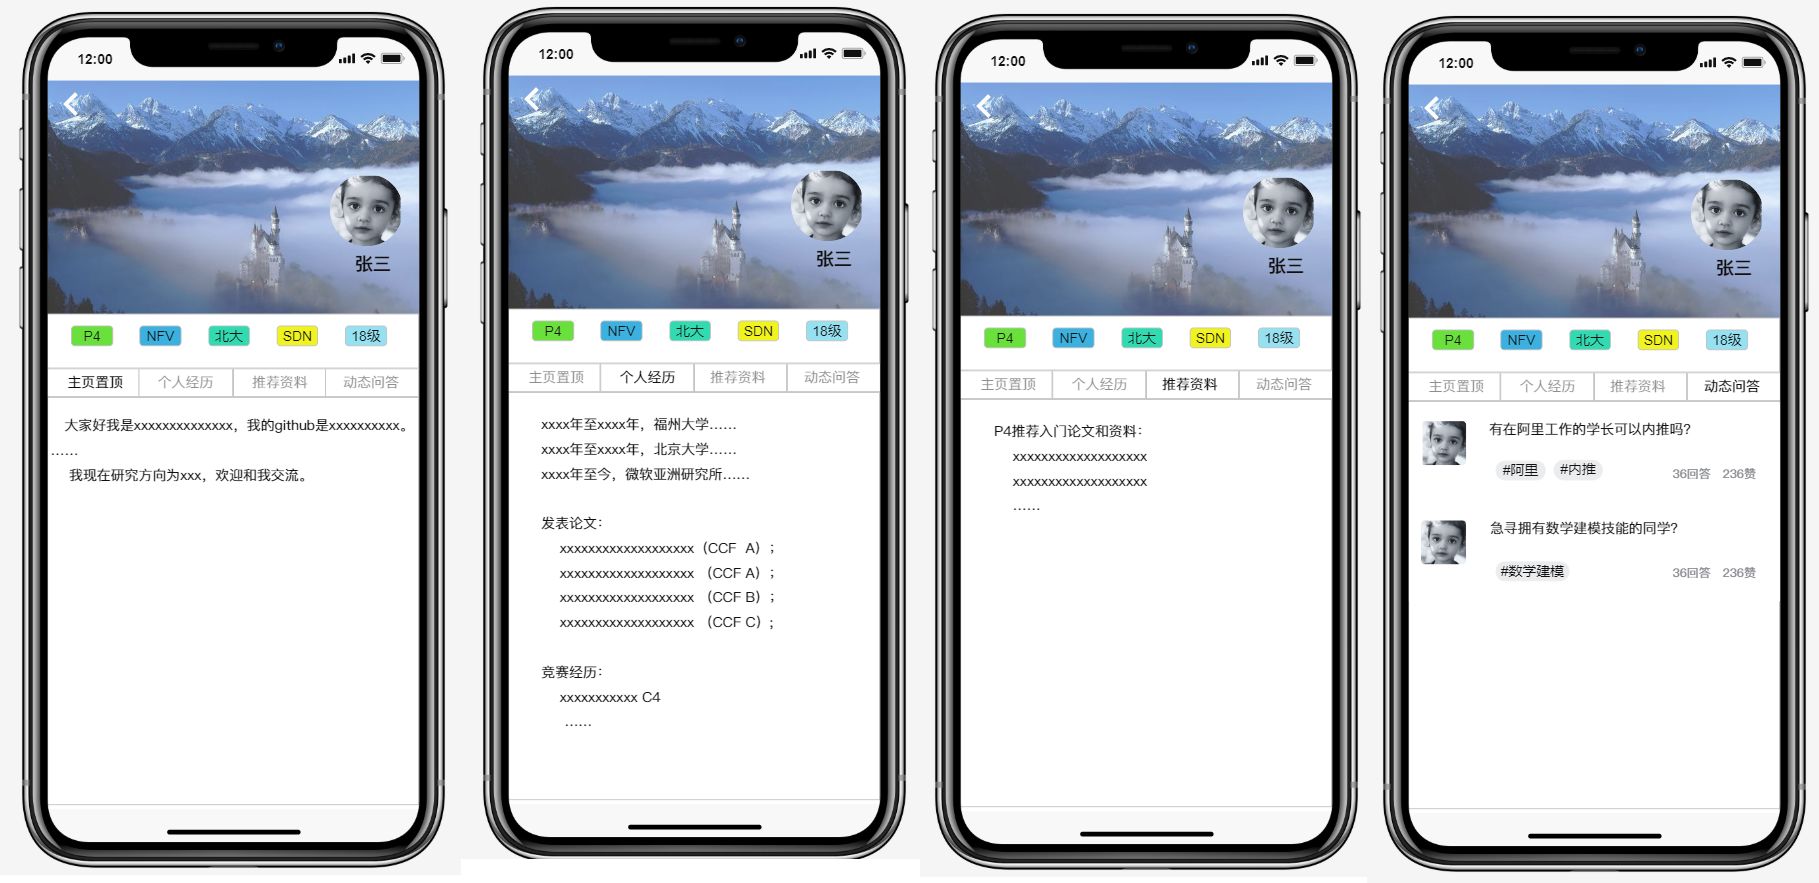 12:00
张三
P4 NFV 北大 SDN 18级
主页置顶 个人经历 推荐资料 动态问答
大家好我是xxxxxxxxxxxxxx，我的github是xxxxxxxxxx。
……
我现在研究方向为xxx，欢迎和我交流。
12:00
张三
P4 NFV 北大 SDN 18级
主页置顶 个人经历 推荐资料 动态问答
xxxx年至xxxx年，福州大学……
xxxx年至xxxx年，北京大学……
xxxx年至今，微软亚洲研究所……
发表论文：
xxxxxxxxxxxxxxxxxxx（CCF A）；
xxxxxxxxxxxxxxxxxxx （CCF A）；
xxxxxxxxxxxxxxxxxxx （CCF B）；
xxxxxxxxxxxxxxxxxxx （CCF C）；
竞赛经历：
xxxxxxxxxxx C4
……
12:00
张三
P4 NFV 北大 SDN 18级
主页置顶 个人经历 推荐资料 动态问答
P4推荐入门论文和资料：
xxxxxxxxxxxxxxxxxxx
xxxxxxxxxxxxxxxxxxx
……
12:00
张三
P4 NFV 北大 SDN 18级
主页置顶 个人经历 推荐资料 动态问答
有在阿里工作的学长可以内推吗？
#阿里 #内推 36回答 236赞
急寻拥有数学建模技能的同学？
#数学建模 36回答 236赞